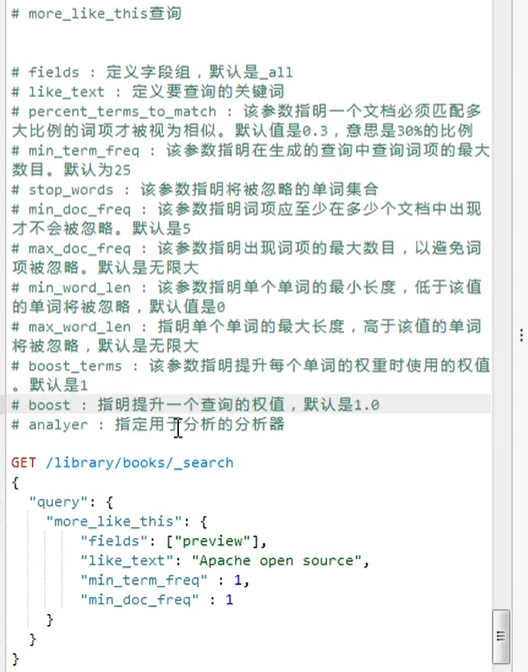 # more_like_this查询
# fields : 定义字段组，默认是_all
# like_text : 定义要查询的关键词
# percent_terms_to_match : 该参数指明一个文档必须匹配多
大比例的词项才被视为相似。默认值是0.3，意思是30%的比例
# min_term_freq : 该参数指明在生成的查询中查询词项的最大
数目。默认为25
# stop_words : 该参数指明将被忽略的单词集合
# min_doc_freq : 该参数指明词项应至少在多少个文档中出现
才不会被忽略。默认是5
# max_doc_freq : 该参数指明出现词项的最大数目，以避免词
项被忽略。默认是无限大
# min_word_len : 该参数指明单个单词的最小长度，低于该值
的单词将被忽略，默认值是0
# max_word_len : 指明单个单词的最大长度，高于该值的单词
将被忽略，默认是无限大
# boost_terms : 该参数指明提升每个单词的权重时使用的权值
。默认是1
# boost : 指明提升一个查询的权值，默认是1.0
# analyer : 指定用于分析的分析器
GET /library/books/_search
{
"query": {
"more_like_this": {
"fields": ["preview"],
"like_text": "Apache open source",
"min_term_freq" : 1,
"min_doc_freq" : 1
}
}
}